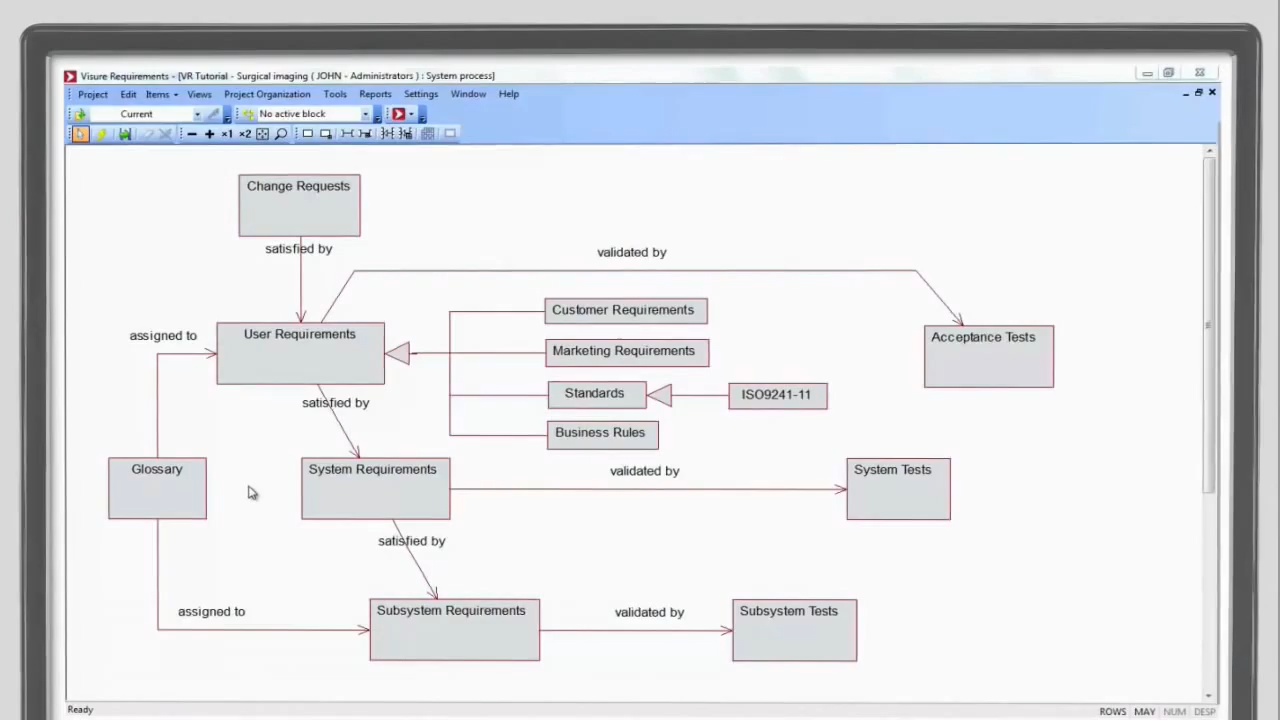 Visure Requirements - [VR Tutorial - Surgical imaging ( JOHN - Administrators ) : System process]
Project Edit Items Views Project Organization Tools Reports Settings Window Help
Current No active block
x1 x2
Change Requests
satisfied by
validated by
Customer Requirements
assigned to
User Requirements
Acceptance Tests
Marketing Requirements
Standards
ISO9241-11
satisfied by
Business Rules
Glossary
System Requirements
validated by
System Tests
satisfied by
assigned to
Subsystem Requirements
validated by
Subsystem Tests
Ready
ROWS MAY NUM DESP